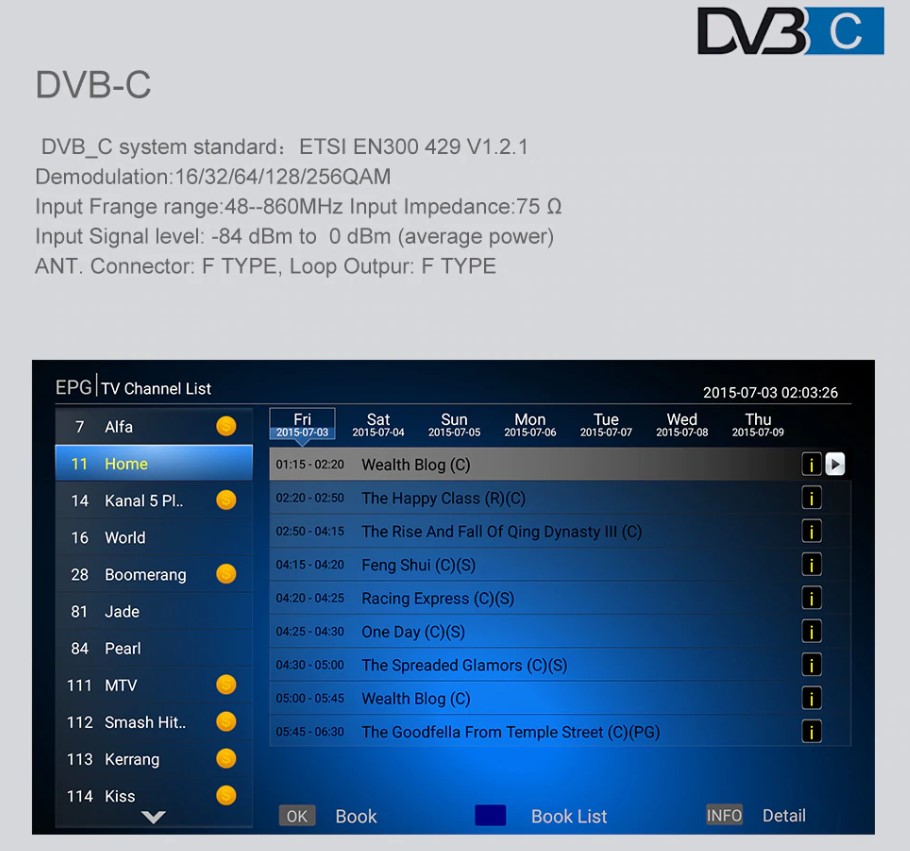 DVB C
DVB-C
DVB_C system standard：ETSI EN300 429 V1.2.1
Demodulation:16/32/64/128/256QAM
Input Frange range:48--860MHz Input Impedance:75 Ω
Input Signal level: -84 dBm to 0 dBm (average power)
ANT. Connector: F TYPE, Loop Outpur: F TYPE
EPG TV Channel List
2015-07-03 02:03:26
7 Alfa S
11 Home
14 Kanal 5 Pl.. S
16 World
28 Boomerang S
81 Jade
84 Pearl
111 MTV S
112 Smash Hit.. S
113 Kerrang S
114 Kiss S
Fri Sat Sun Mon Tue Wed Thu
2015-07-03 2015-07-04 2015-07-05 2015-07-06 2015-07-07 2015-07-08 2015-07-09
01:15 - 02:20 Wealth Blog (C) i
02:20 - 02:50 The Happy Class (R)(C) i
02:50 - 04:15 The Rise And Fall Of Qing Dynasty III (C) i
04:15 - 04:20 Feng Shui (C)(S) i
04:20 - 04:25 Racing Express (C)(S) i
04:25 - 04:30 One Day (C)(S) i
04:30 - 05:00 The Spreaded Glamors (C)(S) i
05:00 - 05:45 Wealth Blog (C) i
05:45 - 06:30 The Goodfella From Temple Street (C)(PG) i
OK Book Book List INFO Detail